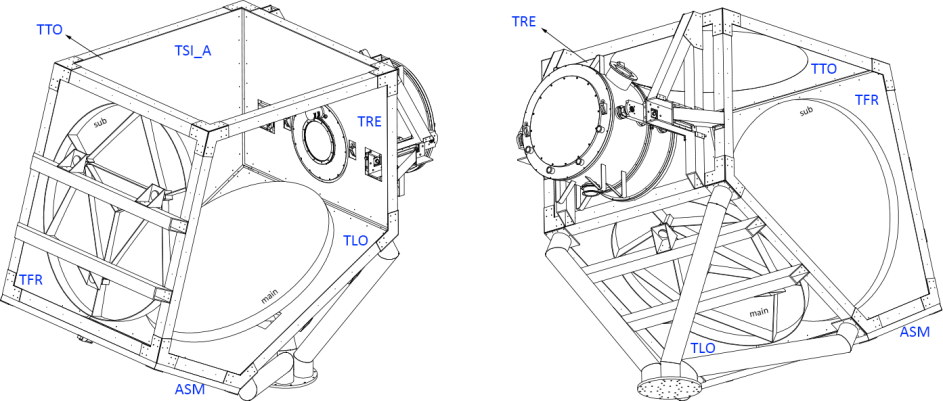 TTO
TSI_A
sub
TRE
TLO
TFR
main
ASM
TRE
TTO
TFR
sub
main
TLO
ASM